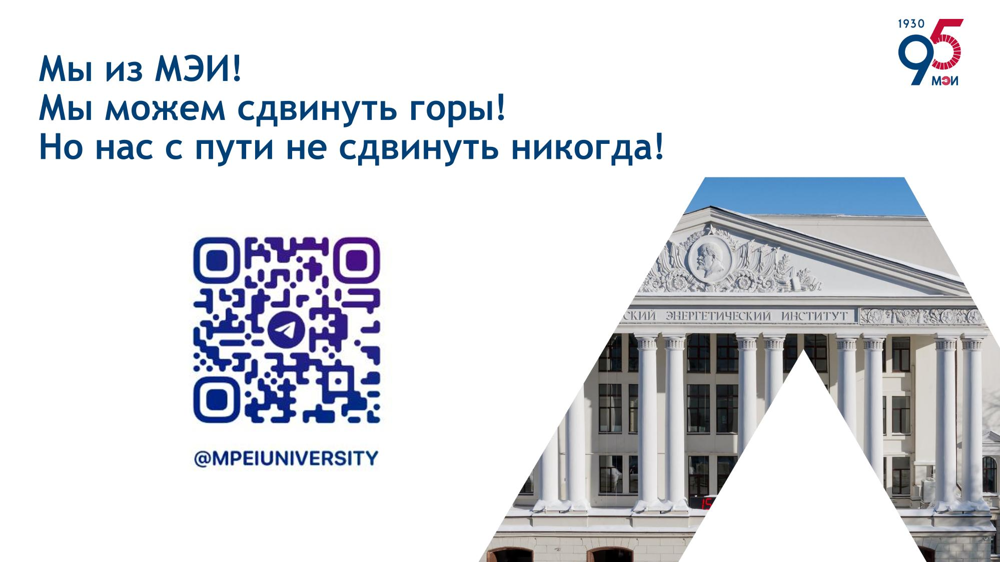 1930
95
МЭИ
Мы из МЭИ!
Мы можем сдвинуть горы!
Но нас с пути не сдвинуть никогда!
СКИЙ ЭНЕРГЕТИЧЕСКИЙ ИНСТИТУТ
@MPEIUNIVERSITY
15